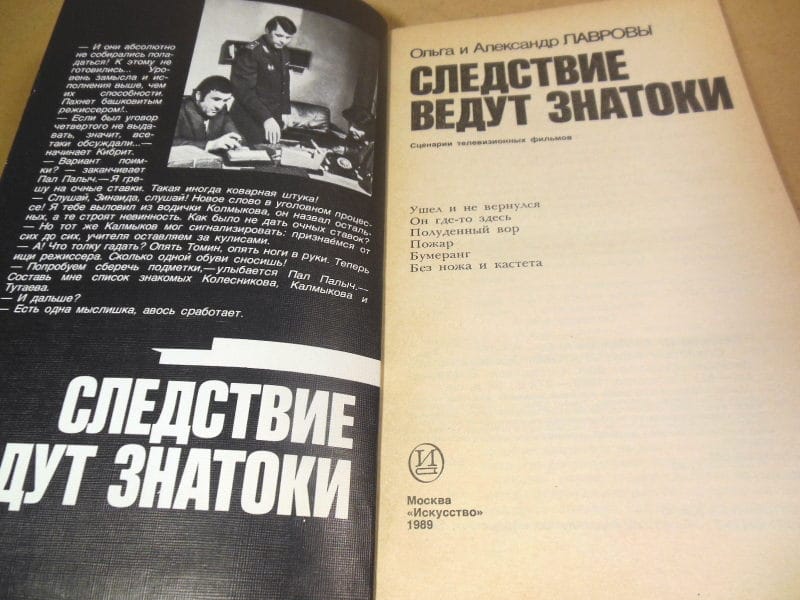 — И они абсолютно
не собирались попа-
даться! К этому не
готовились... Уро-
вень замысла и ис-
полнения выше, чем
их способности.
Пахнет башковитым
режиссером!..
— Если был уговор
четвертого не выда-
вать, значит, все-
таки обсуждали...—
начинает Кибрит.
— Вариант поим-
ки? — заканчивает
Пал Палыч.— Я гре-
шу на очные ставки. Такая иногда коварная штука!
— Слушай, Зинаида, слушай! Новое слово в уголовном процес-
се! Я тебе выловил из водички Колмыкова, он назвал осталь-
ных, а те строят невинность. Как было не дать очных ставок?
— Но тот же Калмыков мог сигнализировать: признаёмся от
сих до сих, учителя оставляем за кулисами.
— А! Что толку гадать? Опять Томин, опять ноги в руки. Теперь
ищи режиссера. Сколько одной обуви сносишь!
— Попробуем сберечь подметки,—улыбается Пал Палыч.—
Составь мне список знакомых Колесникова, Калмыкова и
Тутаева.
— И дальше?
— Есть одна мыслишка, авось сработает.
СЛЕДСТВИЕ
ДУТ ЗНАТОКИ
Ольга и Александр ЛАВРОВЫ
СЛЕДСТВИЕ
ВЕДУТ ЗНАТОКИ
Сценарии телевизионных фильмов
Ушел и не вернулся
Он где-то здесь
Полуденный вор
Пожар
Бумеранг
Без ножа и кастета
И
Москва
«Искусство»
1989